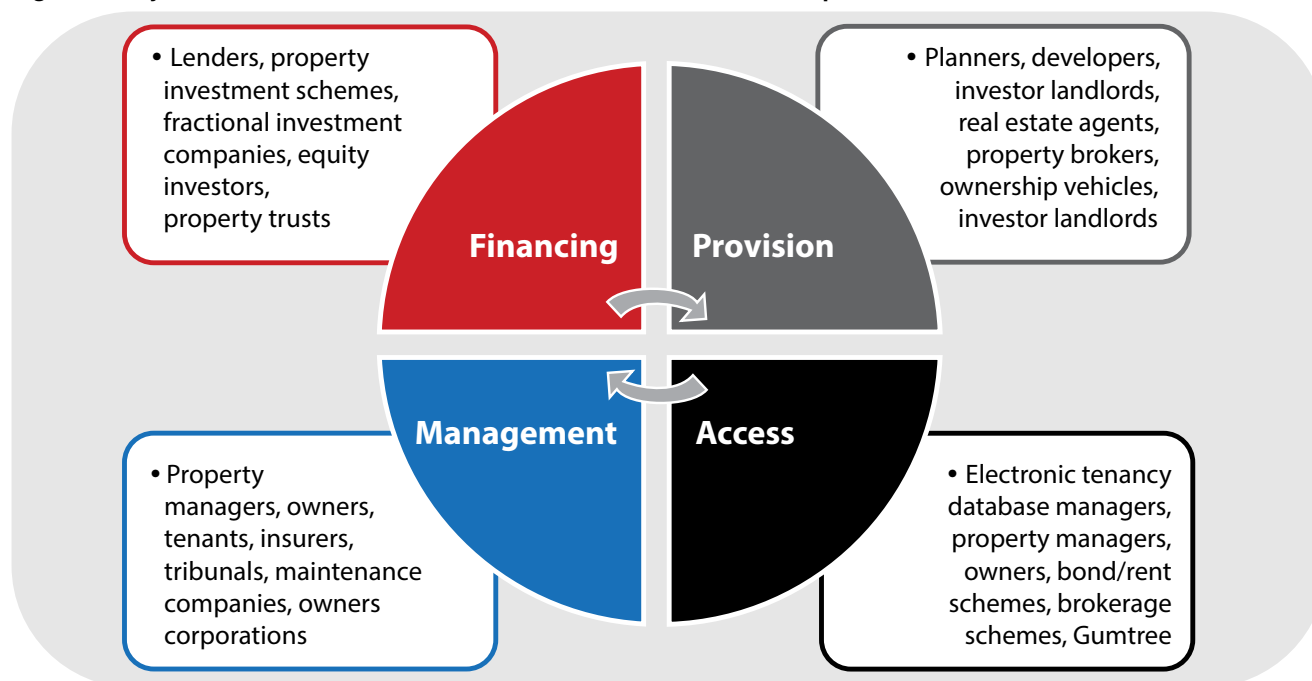 • Lenders, property
investment schemes,
fractional investment
companies, equity
investors,
property trusts
• Planners, developers,
investor landlords,
real estate agents,
property brokers,
ownership vehicles,
investor landlords
Financing
Provision
Management
Access
• Property
managers, owners,
tenants, insurers,
tribunals, maintenance
companies, owners
corporations
• Electronic tenancy
database managers,
property managers,
owners, bond/rent
schemes, brokerage
schemes, Gumtree